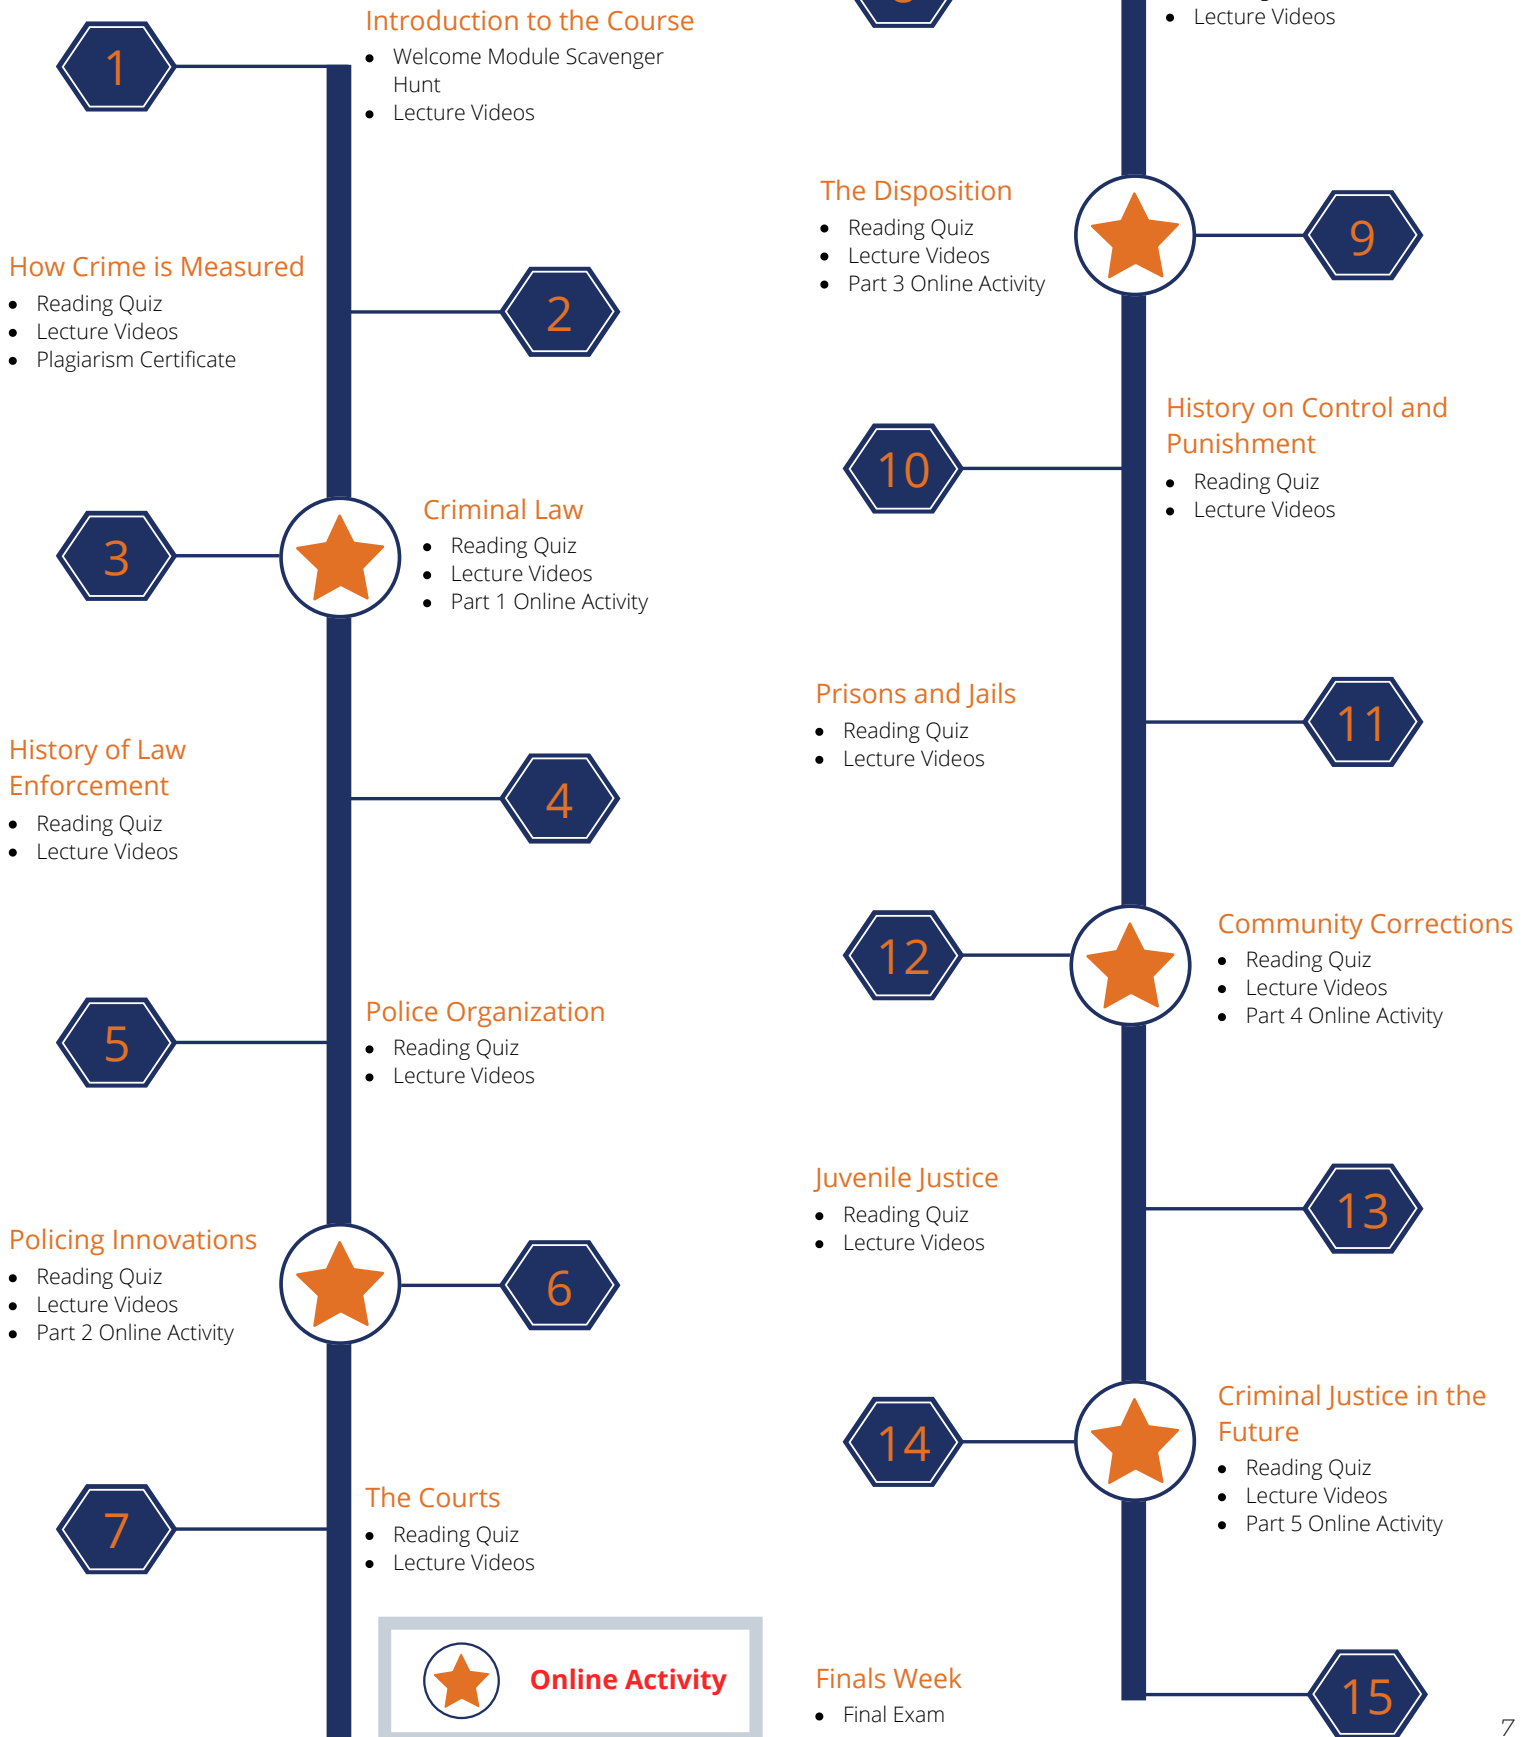 1
Introduction to the Course
Welcome Module Scavenger
Hunt
Lecture Videos
How Crime is Measured
Reading Quiz
Lecture Videos
Plagiarism Certificate
2
3
Criminal Law
Reading Quiz
Lecture Videos
Part 1 Online Activity
History of Law
Enforcement
Reading Quiz
Lecture Videos
4
5
Police Organization
Reading Quiz
Lecture Videos
Policing Innovations
Reading Quiz
Lecture Videos
Part 2 Online Activity
6
7
The Courts
Reading Quiz
Lecture Videos
Online Activity
Lecture Videos
The Disposition
Reading Quiz
Lecture Videos
Part 3 Online Activity
9
10
History on Control and
Punishment
Reading Quiz
Lecture Videos
Prisons and Jails
Reading Quiz
Lecture Videos
11
12
Community Corrections
Reading Quiz
Lecture Videos
Part 4 Online Activity
Juvenile Justice
Reading Quiz
Lecture Videos
13
14
Criminal Justice in the
Future
Reading Quiz
Lecture Videos
Part 5 Online Activity
Finals Week
Final Exam
15
7